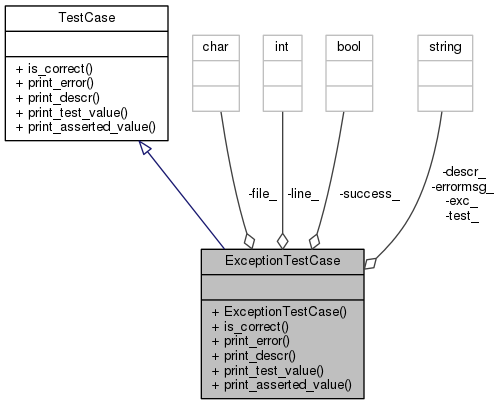 TestCase
+ is_correct()
+ print_error()
+ print_descr()
+ print_test_value()
+ print_asserted_value()
char
int
bool
string
-file_
-line_
-success_
-descr_
-errormsg_
-exc_
-test_
ExceptionTestCase
+ ExceptionTestCase()
+ is_correct()
+ print_error()
+ print_descr()
+ print_test_value()
+ print_asserted_value()